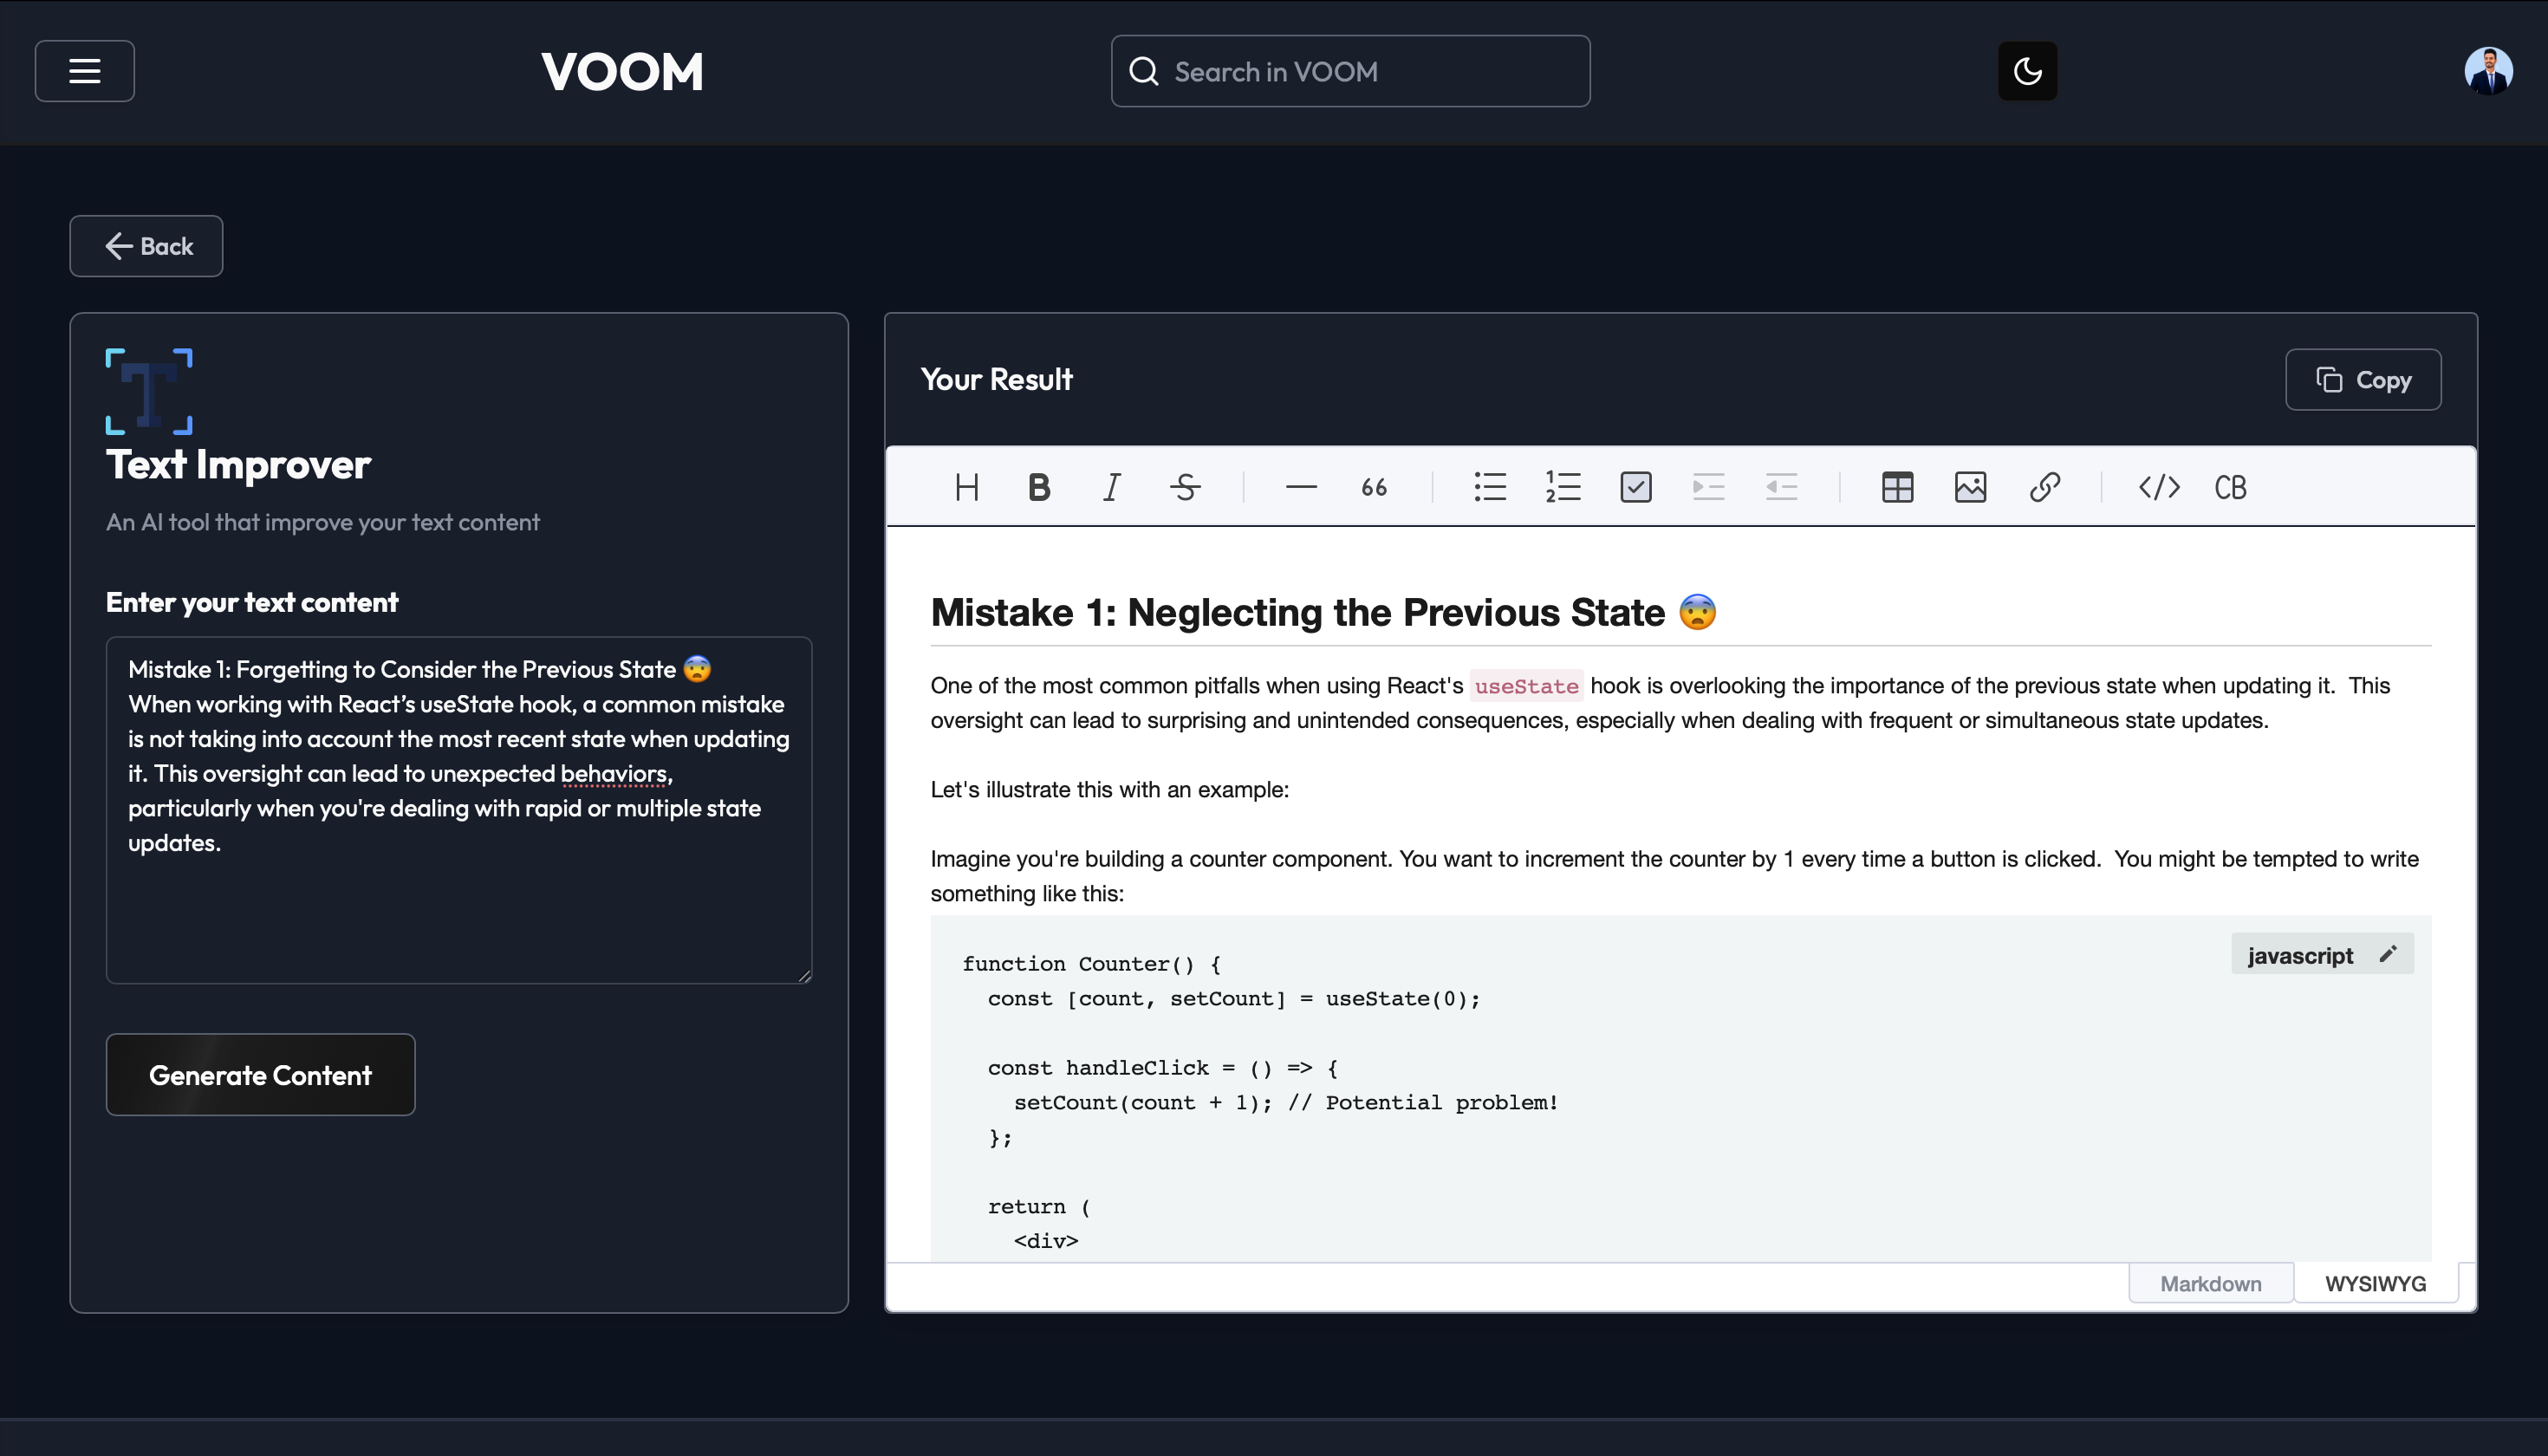 VOOM
Search in VOOM
Back
Text Improver
An AI tool that improve your text content
Enter your text content
Mistake 1: Forgetting to Consider the Previous State 😨
When working with React’s useState hook, a common mistake
is not taking into account the most recent state when updating
it. This oversight can lead to unexpected behaviors,
particularly when you're dealing with rapid or multiple state
updates.
Generate Content
Your Result
Copy
H B I S 66 CB
Mistake 1: Neglecting the Previous State 😨
One of the most common pitfalls when using React's useState hook is overlooking the importance of the previous state when updating it.  This
oversight can lead to surprising and unintended consequences, especially when dealing with frequent or simultaneous state updates.
Let's illustrate this with an example:
Imagine you're building a counter component. You want to increment the counter by 1 every time a button is clicked.  You might be tempted to write
something like this:
javascript
function Counter() {
  const [count, setCount] = useState(0);
  const handleClick = () => {
    setCount(count + 1); // Potential problem!
  };
  return (
    <div>
Markdown
WYSIWYG